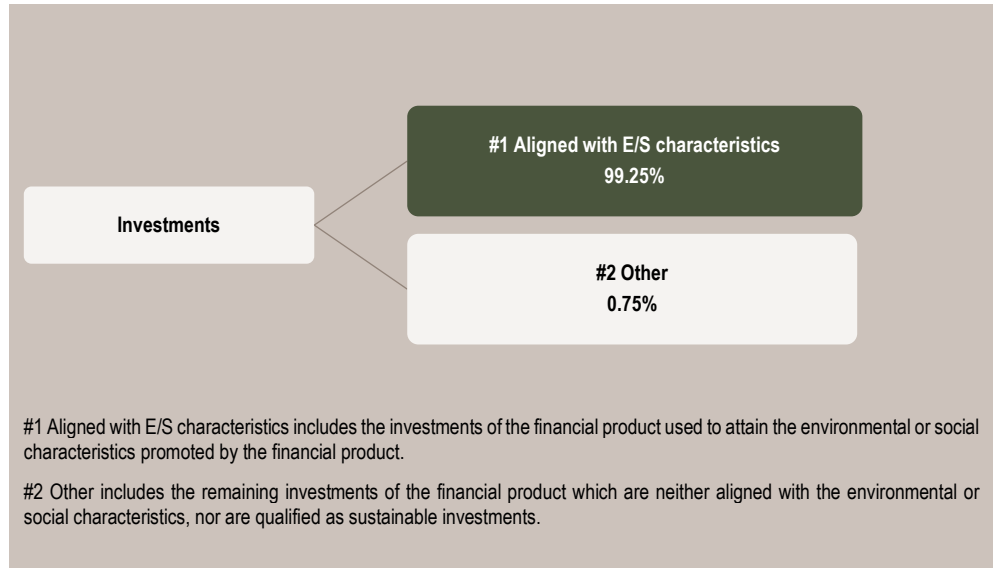 #1 Aligned with E/S characteristics
99.25%
Investments
#2 Other
0.75%
#1 Aligned with E/S characteristics includes the investments of the financial product used to attain the environmental or social
characteristics promoted by the financial product.
#2 Other includes the remaining investments of the financial product which are neither aligned with the environmental or
social characteristics, nor are qualified as sustainable investments.